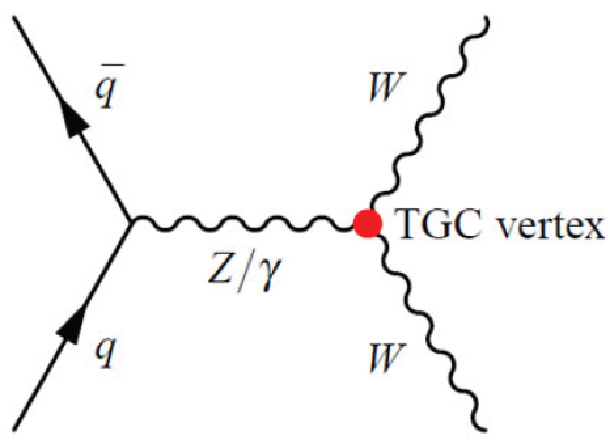 q̅
W
TGC vertex
Z/γ
q
W